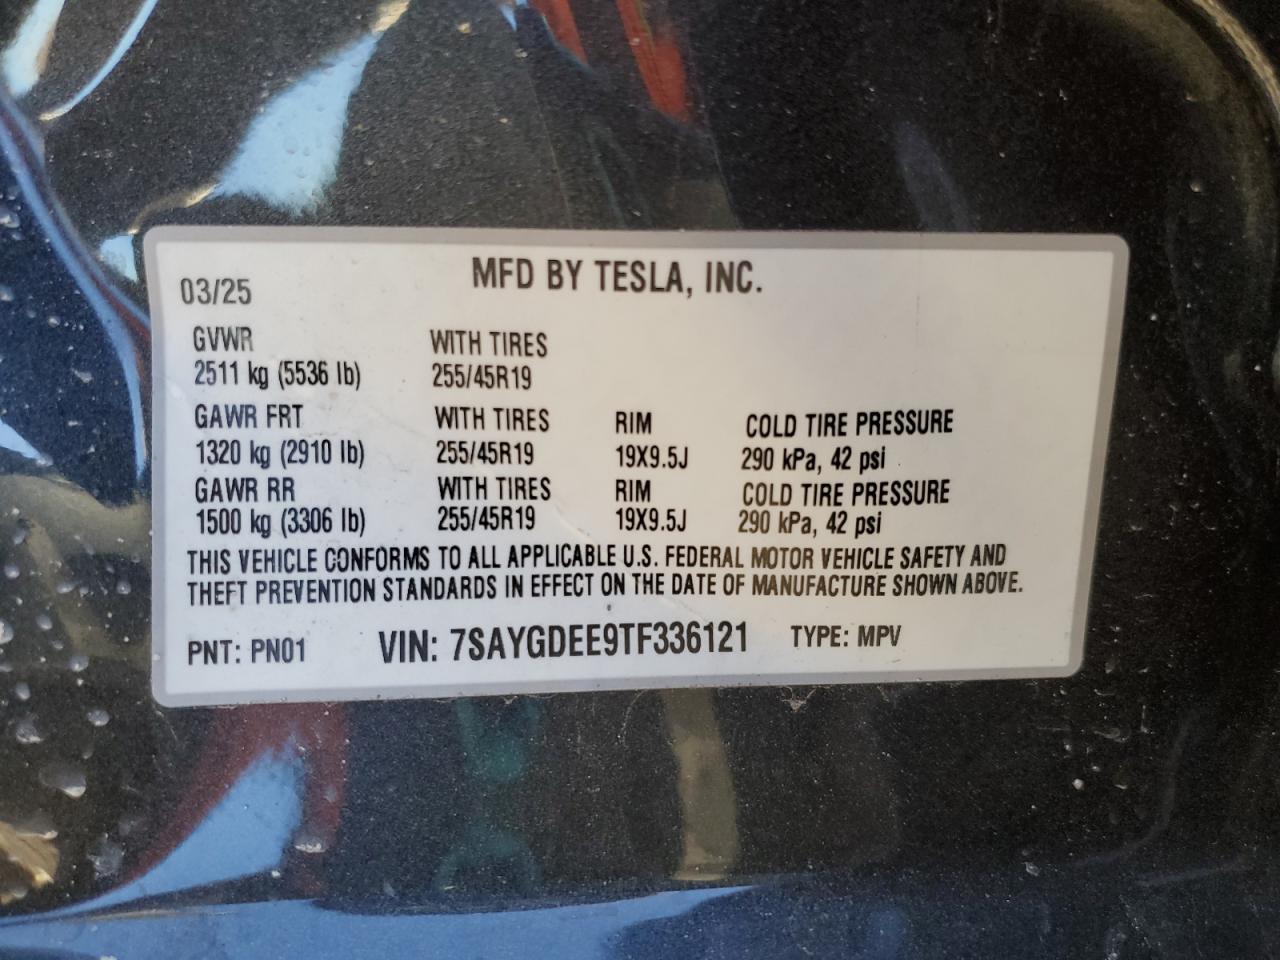 MFD BY TESLA, INC.
03/25
GVWR WITH TIRES
2511 kg (5536 lb) 255/45R19
GAWR FRT WITH TIRES RIM COLD TIRE PRESSURE
1320 kg (2910 lb) 255/45R19 19X9.5J 290 kPa, 42 psi
GAWR RR WITH TIRES RIM COLD TIRE PRESSURE
1500 kg (3306 lb) 255/45R19 19X9.5J 290 kPa, 42 psi
THIS VEHICLE CONFORMS TO ALL APPLICABLE U.S. FEDERAL MOTOR VEHICLE SAFETY AND
THEFT PREVENTION STANDARDS IN EFFECT ON THE DATE OF MANUFACTURE SHOWN ABOVE.
PNT: PN01 VIN: 7SAYGDEE9TF336121 TYPE: MPV